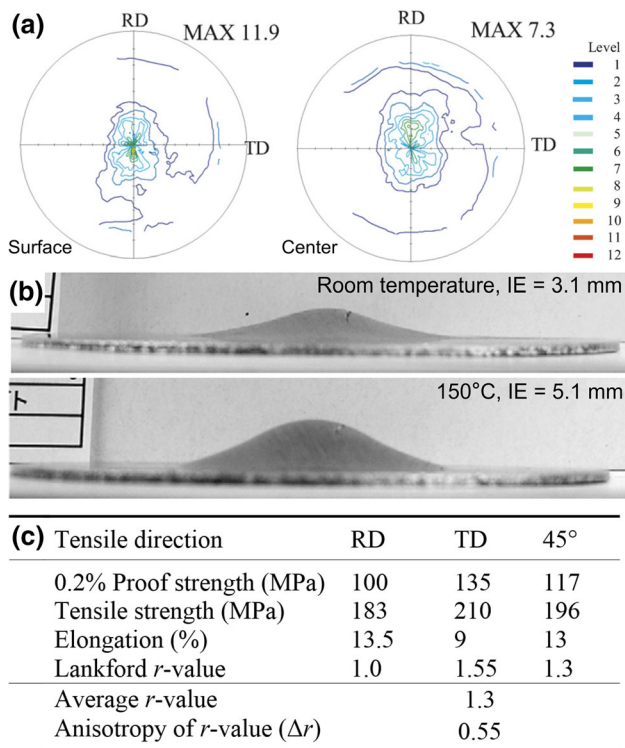 (a)
RD
MAX 11.9
TD
Surface
RD
MAX 7.3
TD
Center
Level
1
2
3
4
5
6
7
8
9
10
11
12
(b)
Room temperature, IE = 3.1 mm
ト
150°C, IE = 5.1 mm
(c) Tensile direction RD TD 45°
0.2% Proof strength (MPa) 100 135 117
Tensile strength (MPa) 183 210 196
Elongation (%) 13.5 9 13
Lankford r-value 1.0 1.55 1.3
Average r-value 1.3
Anisotropy of r-value (Δr) 0.55